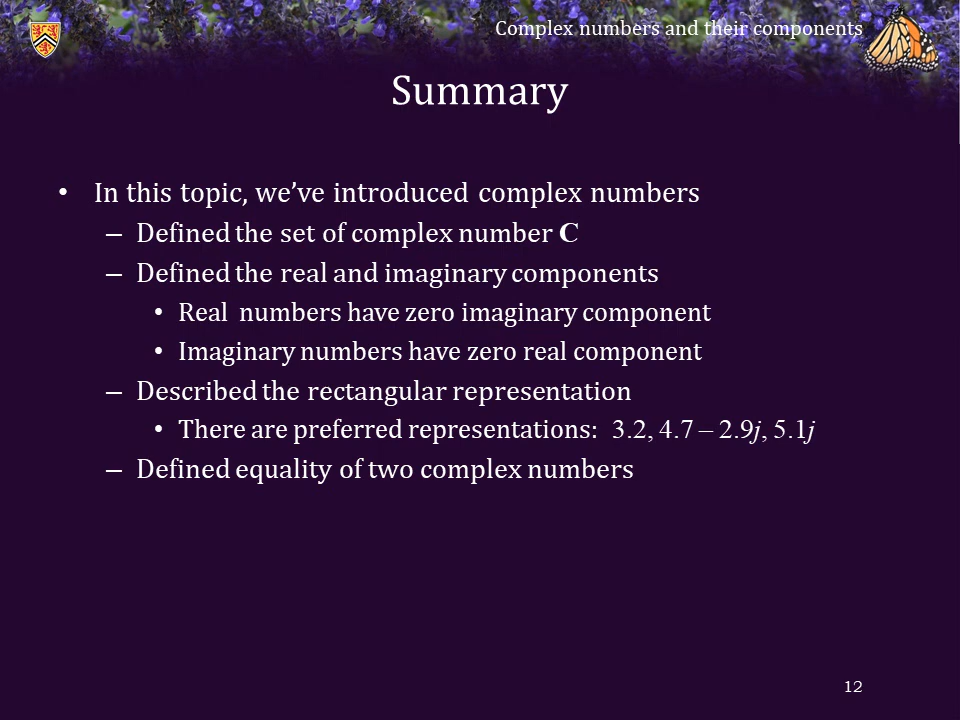 Complex numbers and their components
Summary
• In this topic, we’ve introduced complex numbers
– Defined the set of complex number C
– Defined the real and imaginary components
• Real  numbers have zero imaginary component
• Imaginary numbers have zero real component
– Described the rectangular representation
• There are preferred representations:  3.2, 4.7 – 2.9j, 5.1j
– Defined equality of two complex numbers
12